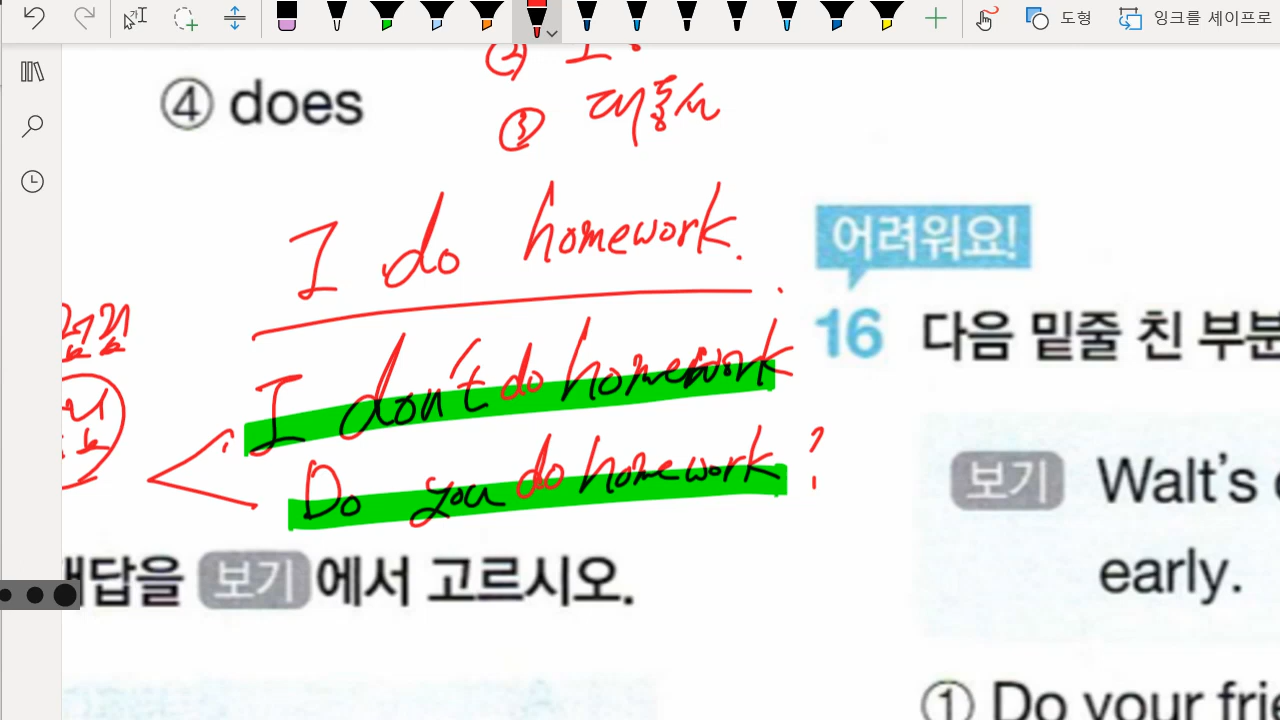 도형
잉크를 셰이프로
④ does
③ 대동사
I do homework.
I don't do homework.
Do you do homework?
어려워요!
16 다음 밑줄 친 부분
보기 Walt's
early.
대답을 보기 에서 고르시오.
① Do your frie